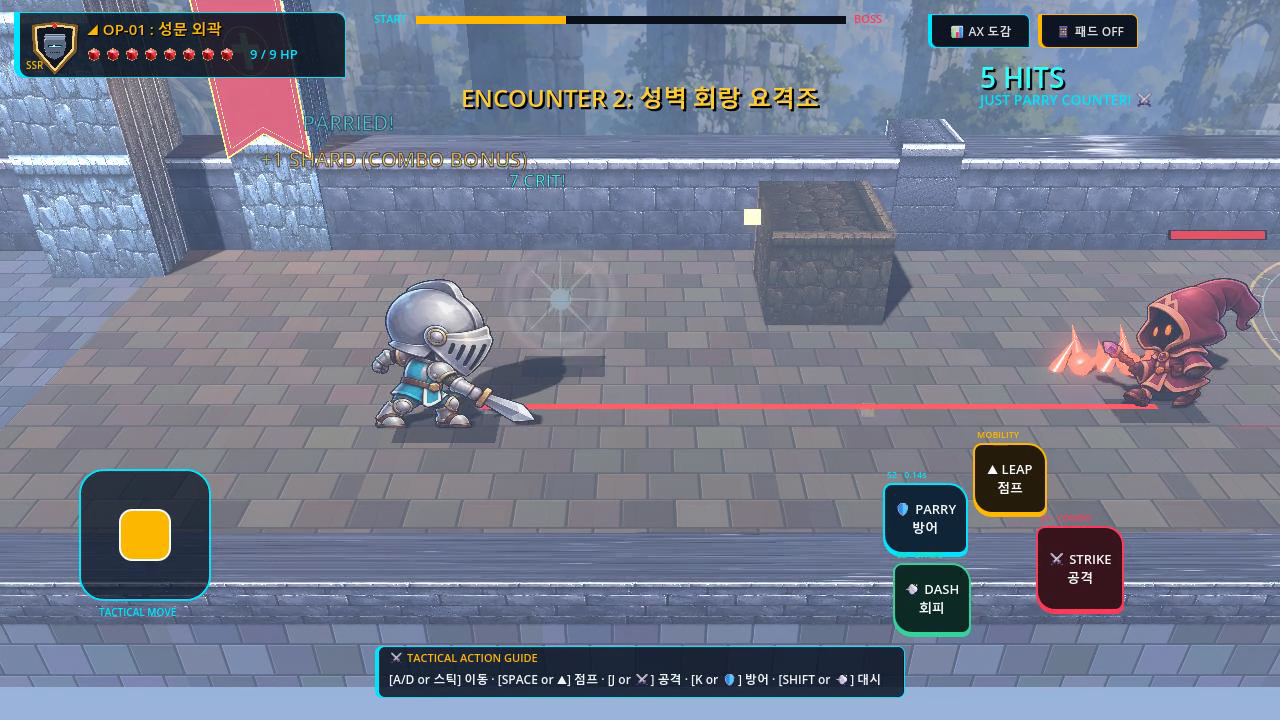 ◢ OP-01 : 성문 외곽
SSR
9 / 9 HP
START
BOSS
📊 AX 도감
패드 OFF
5 HITS
JUST PARRY COUNTER! ⚔️
ENCOUNTER 2: 성벽 회랑 요격조
PARRIED!
+1 SHARD (COMBO BONUS)
7 CRIT!
MOBILITY
▲ LEAP
점프
🛡️ PARRY
방어
⚔️ STRIKE
공격
DASH
회피
TACTICAL MOVE
⚔️ TACTICAL ACTION GUIDE
[A/D or 스틱] 이동 · [SPACE or ▲] 점프 · [J or ⚔️] 공격 · [K or 🛡️] 방어 · [SHIFT or 💨] 대시